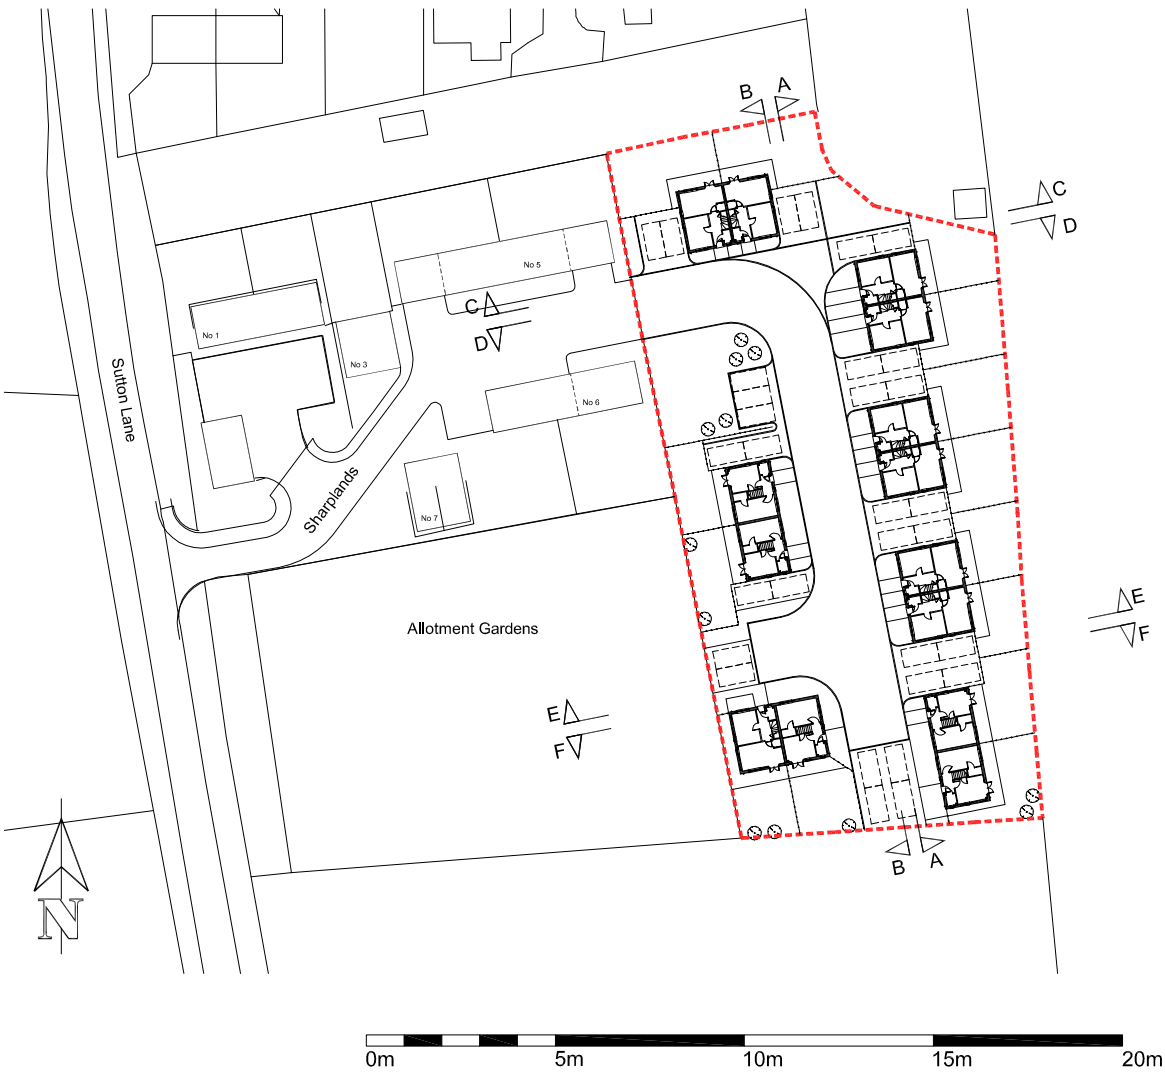 B A
C
D
No 5
C
No 1
D
No 3
Sutton Lane
No 6
Sharplands
No 7
E
F
Allotment Gardens
E
F
B A
N
0m 5m 10m 15m 20m